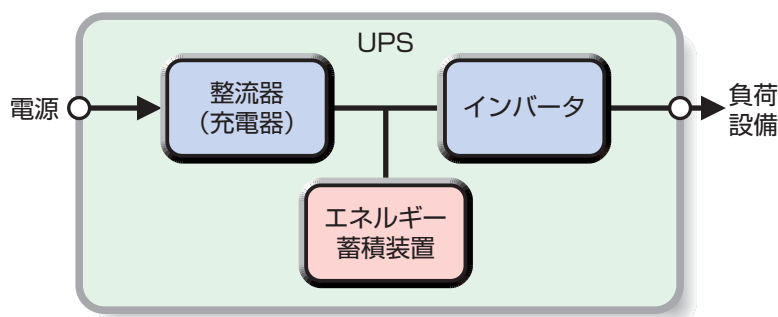 UPS
電源
整流器
（充電器）
インバータ
負荷
設備
エネルギー
蓄積装置